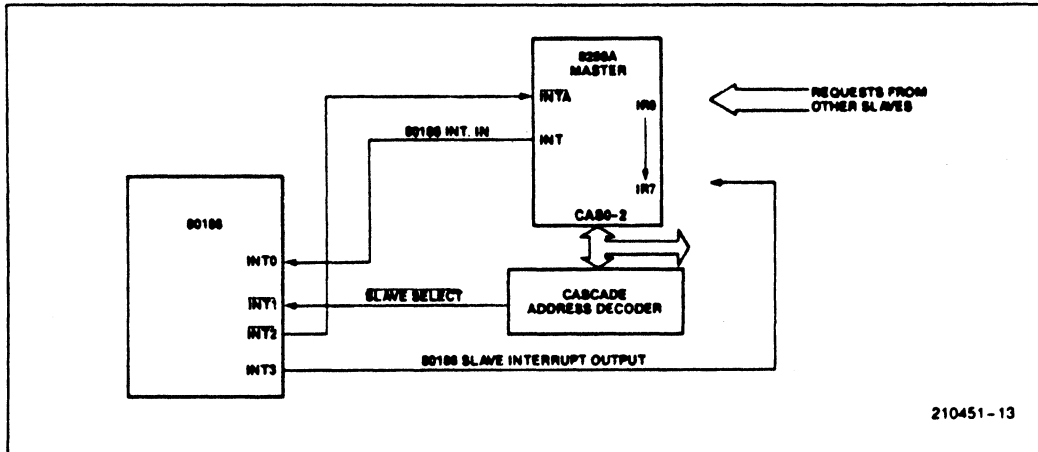 8259A
MASTER
INTA
IR0
REQUESTS FROM
OTHER SLAVES
80186 INT. IN
INT
IR7
80186
CAS0-2
INT0
SLAVE SELECT
CASCADE
ADDRESS DECODER
INT1
INT2
80186 SLAVE INTERRUPT OUTPUT
INT3
210451-13